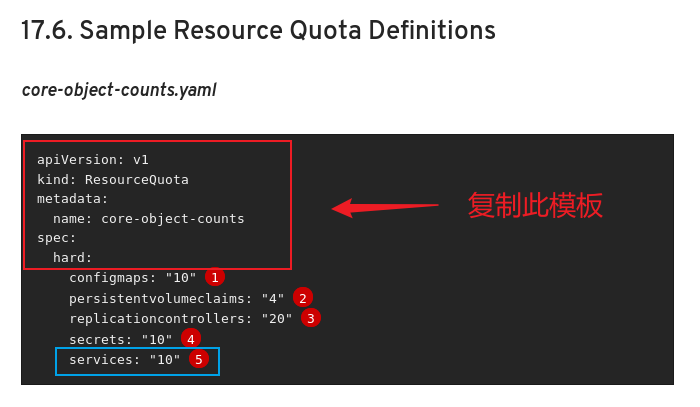 17.6. Sample Resource Quota Definitions
core-object-counts.yaml
apiVersion: v1
kind: ResourceQuota
metadata:
  name: core-object-counts
spec:
  hard:
    configmaps: "10" 1
    persistentvolumeclaims: "4" 2
    replicationcontrollers: "20" 3
    secrets: "10" 4
    services: "10" 5
复制此模板